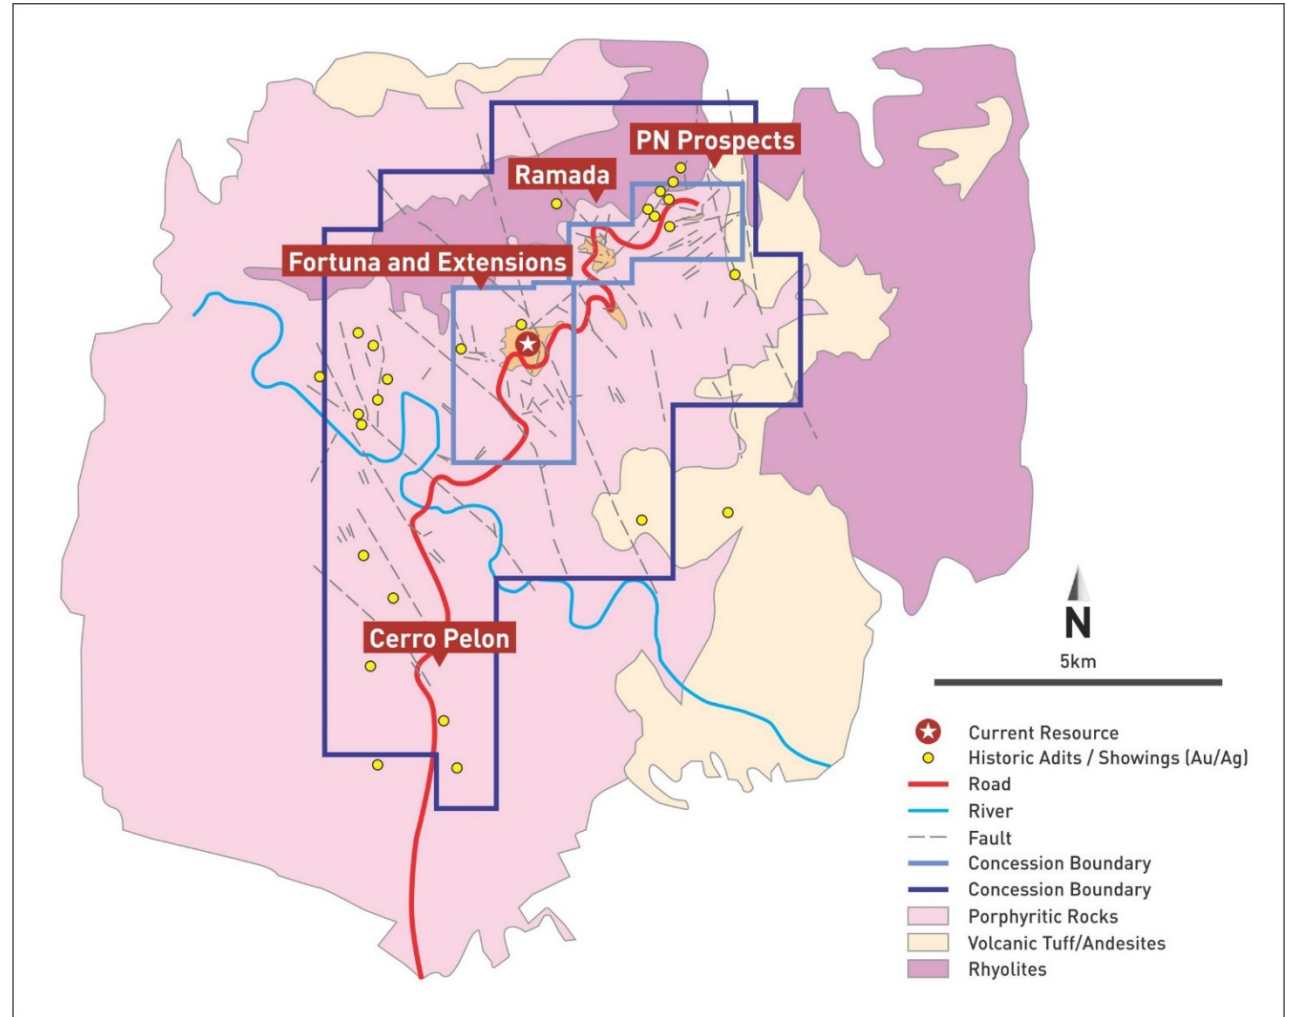 PN Prospects
Ramada
Fortuna and Extensions
Cerro Pelon
N
5km
Current Resource
Historic Adits / Showings (Au/Ag)
Road
River
Fault
Concession Boundary
Concession Boundary
Porphyritic Rocks
Volcanic Tuff/Andesites
Rhyolites